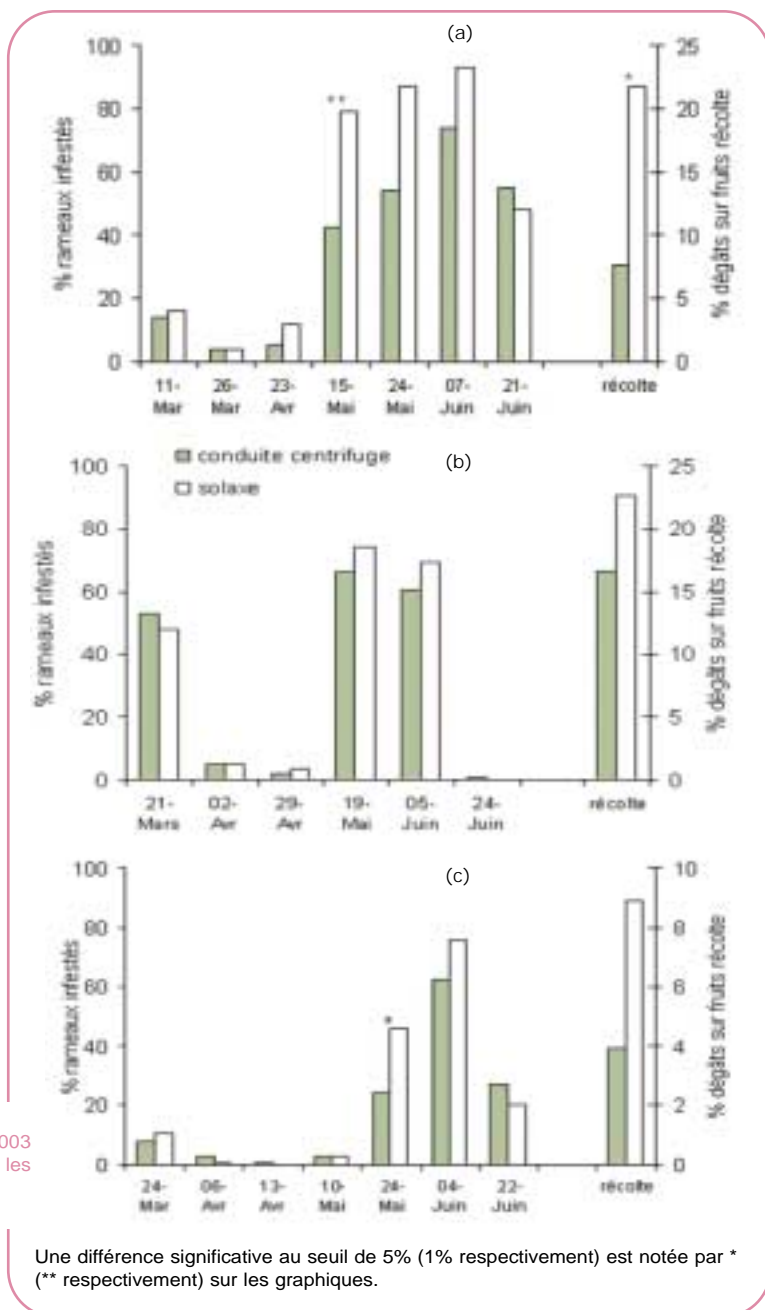 (a)
% rameaux infestés
100
80
60
40
20
0
**
*
25
20
15
10
5
0
% dégâts sur fruits récolte
11-Mar
26-Mar
23-Avr
15-Mai
24-Mai
07-Juin
21-Juin
récolte
conduite centrifuge
solaxe
(b)
% rameaux infestés
100
80
60
40
20
0
25
20
15
10
5
0
% dégâts sur fruits récolte
21-Mars
02-Avr
29-Avr
19-Mai
05-Juin
24-Juin
récolte
(c)
% rameaux infestés
100
80
60
40
20
0
*
10
8
6
4
2
0
% dégâts sur fruits récolte
24-Mar
06-Avr
13-Avr
10-Mai
24-Mai
04-Juin
22-Juin
récolte
003
les
Une différence significative au seuil de 5% (1% respectivement) est notée par *
(** respectivement) sur les graphiques.